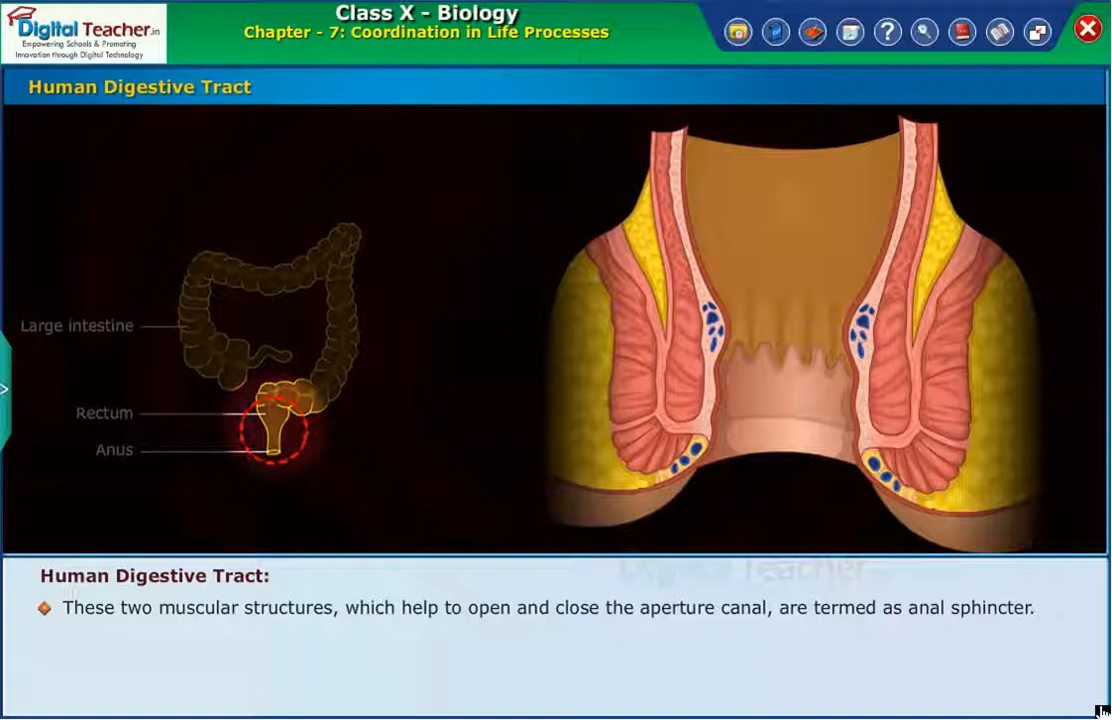 Digital Teacher.in
Empowering Schools & Promoting
Innovation through Digital Technology
Class X - Biology
Chapter - 7: Coordination in Life Processes
?
Human Digestive Tract
Large intestine
Rectum
Anus
Digital Teacher
Human Digestive Tract:
These two muscular structures, which help to open and close the aperture canal, are termed as anal sphincter.